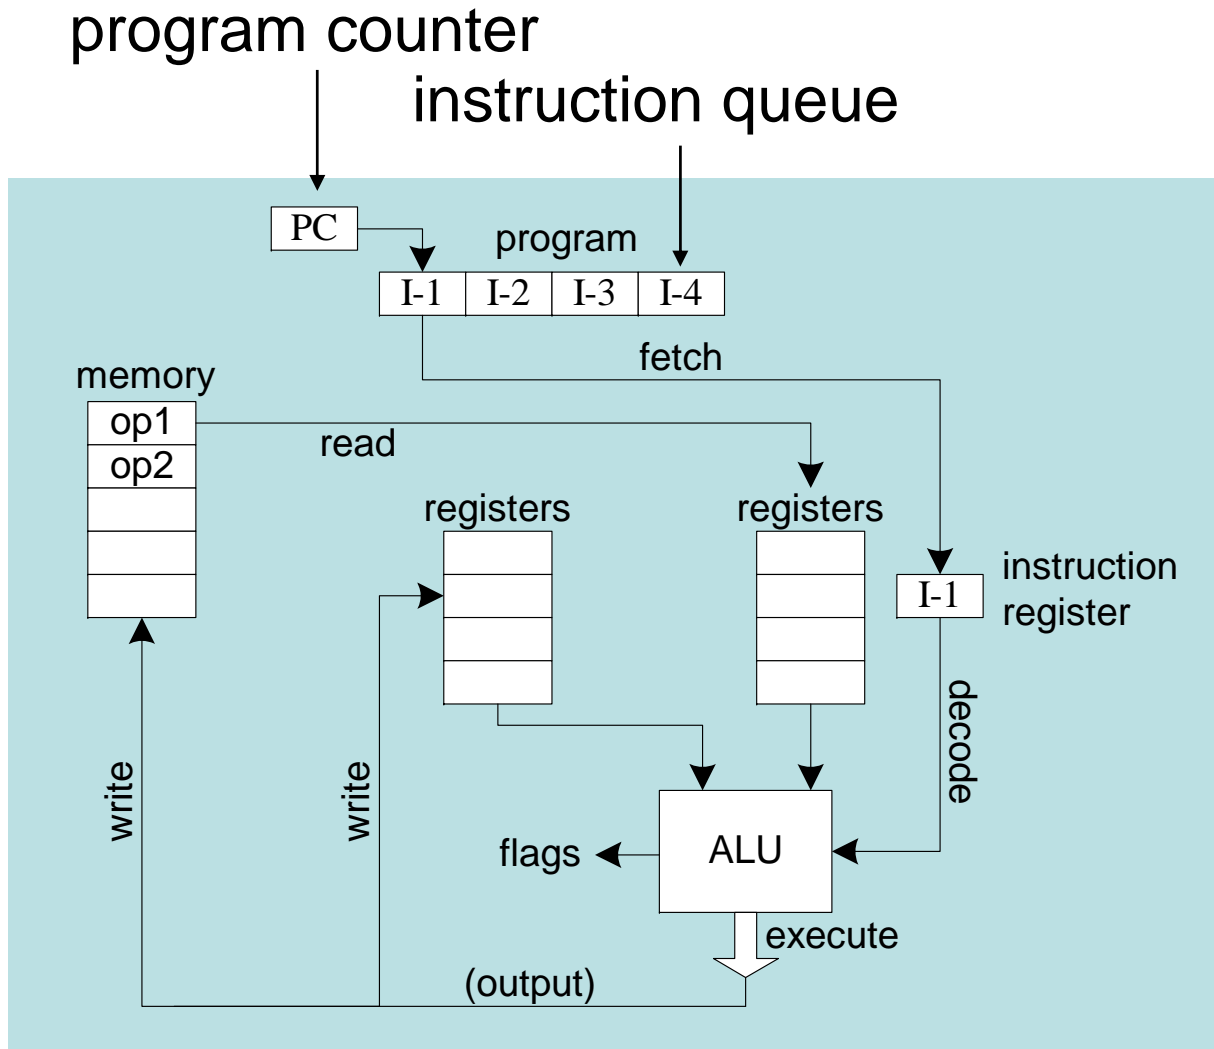 program counter
instruction queue
PC
program
I-1 I-2 I-3 I-4
fetch
memory
op1
read
op2
registers
registers
I-1
instruction
register
decode
write
write
flags
ALU
execute
(output)